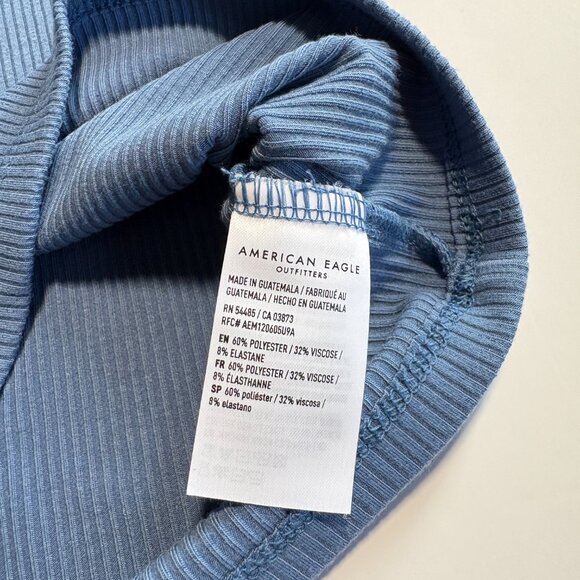 AMERICAN EAGLE
OUTFITTERS
MADE IN GUATEMALA / FABRIQUÉ AU
GUATEMALA / HECHO EN GUATEMALA
RN 54485 / CA 03873
RFC# AEM120605U9A
EN 60% POLYESTER / 32% VISCOSE /
8% ELASTANE
FR 60% POLYESTER / 32% VISCOSE /
8% ÉLASTHANNE
SP 60% poliéster / 32% viscosa /
8% elastano